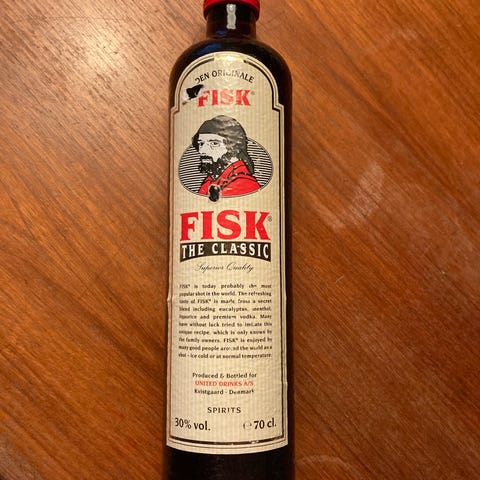 DEN ORIGINALE
FISK®
FISK®
THE CLASSIC
Superior Quality
FISK® is today probably the most
popular shot in the world. The refreshing
taste of FISK® is made from a secret
blend including eucalyptus, menthol,
liquorice and premium vodka. Many
have without luck tried to imitate this
unique recipe, which is only known by
the family owners. FISK® is enjoyed by
many good people around the world as a
shot - ice cold or at normal temperature.
Produced & Bottled for
UNITED DRINKS A/S
Kvistgaard - Denmark
SPIRITS
30% vol. ℮ 70 cl.